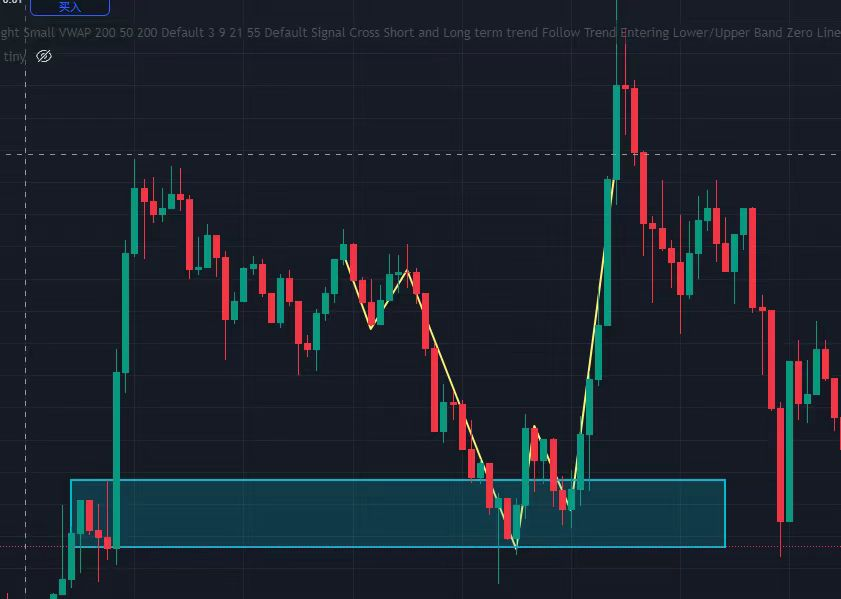 买入
ght Small VWAP 200 50 200 Default 3 9 21 55 Default Signal Cross Short and Long term trend Follow Trend Entering Lower/Upper Band Zero Line
tiny